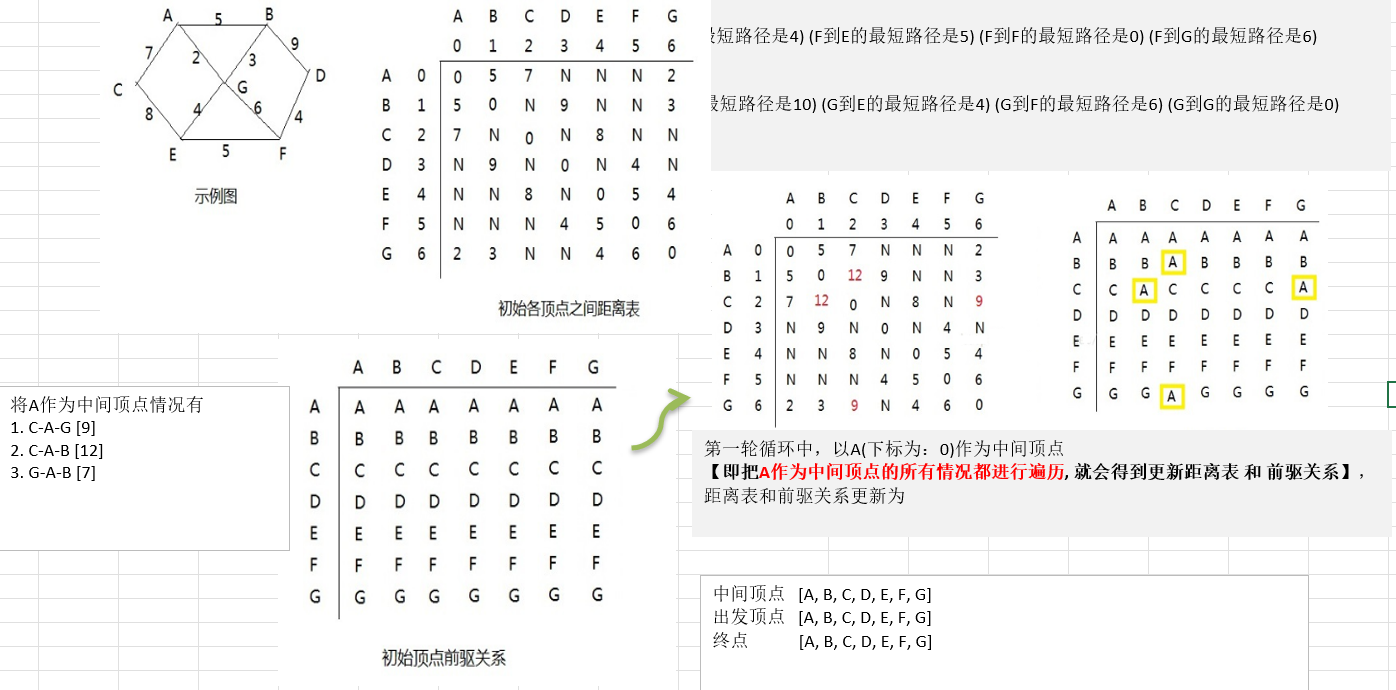 A
5
B
7
2
3
9
C
G
D
8
4
6
4
E
5
F
示例图
A B C D E F G
0 1 2 3 4 5 6
A 0 0 5 7 N N N 2
B 1 5 0 N 9 N N 3
C 2 7 N 0 N 8 N N
D 3 N 9 N 0 N 4 N
E 4 N N 8 N 0 5 4
F 5 N N N 4 5 0 6
G 6 2 3 N N 4 6 0
初始各顶点之间距离表
短路径是4) (F到E的最短路径是5) (F到F的最短路径是0) (F到G的最短路径是6)
短路径是10) (G到E的最短路径是4) (G到F的最短路径是6) (G到G的最短路径是0)
将A作为中间顶点情况有
1. C-A-G [9]
2. C-A-B [12]
3. G-A-B [7]
A B C D E F G
A A A A A A A A
B B B B B B B B
C C C C C C C C
D D D D D D D D
E E E E E E E E
F F F F F F F F
G G G G G G G G
初始顶点前驱关系
A B C D E F G
0 1 2 3 4 5 6
A 0 0 5 7 N N N 2
B 1 5 0 12 9 N N 3
C 2 7 12 0 N 8 N 9
D 3 N 9 N 0 N 4 N
E 4 N N 8 N 0 5 4
F 5 N N N 4 5 0 6
G 6 2 3 9 N 4 6 0
A B C D E F G
A A A A A A A A
B B B A B B B B
C C A C C C C A
D D D D D D D D
E E E E E E E E
F F F F F F F F
G G G A G G G G
第一轮循环中，以A(下标为：0)作为中间顶点
【即把A作为中间顶点的所有情况都进行遍历, 就会得到更新距离表 和 前驱关系】，
距离表和前驱关系更新为
中间顶点 [A, B, C, D, E, F, G]
出发顶点 [A, B, C, D, E, F, G]
终点 [A, B, C, D, E, F, G]